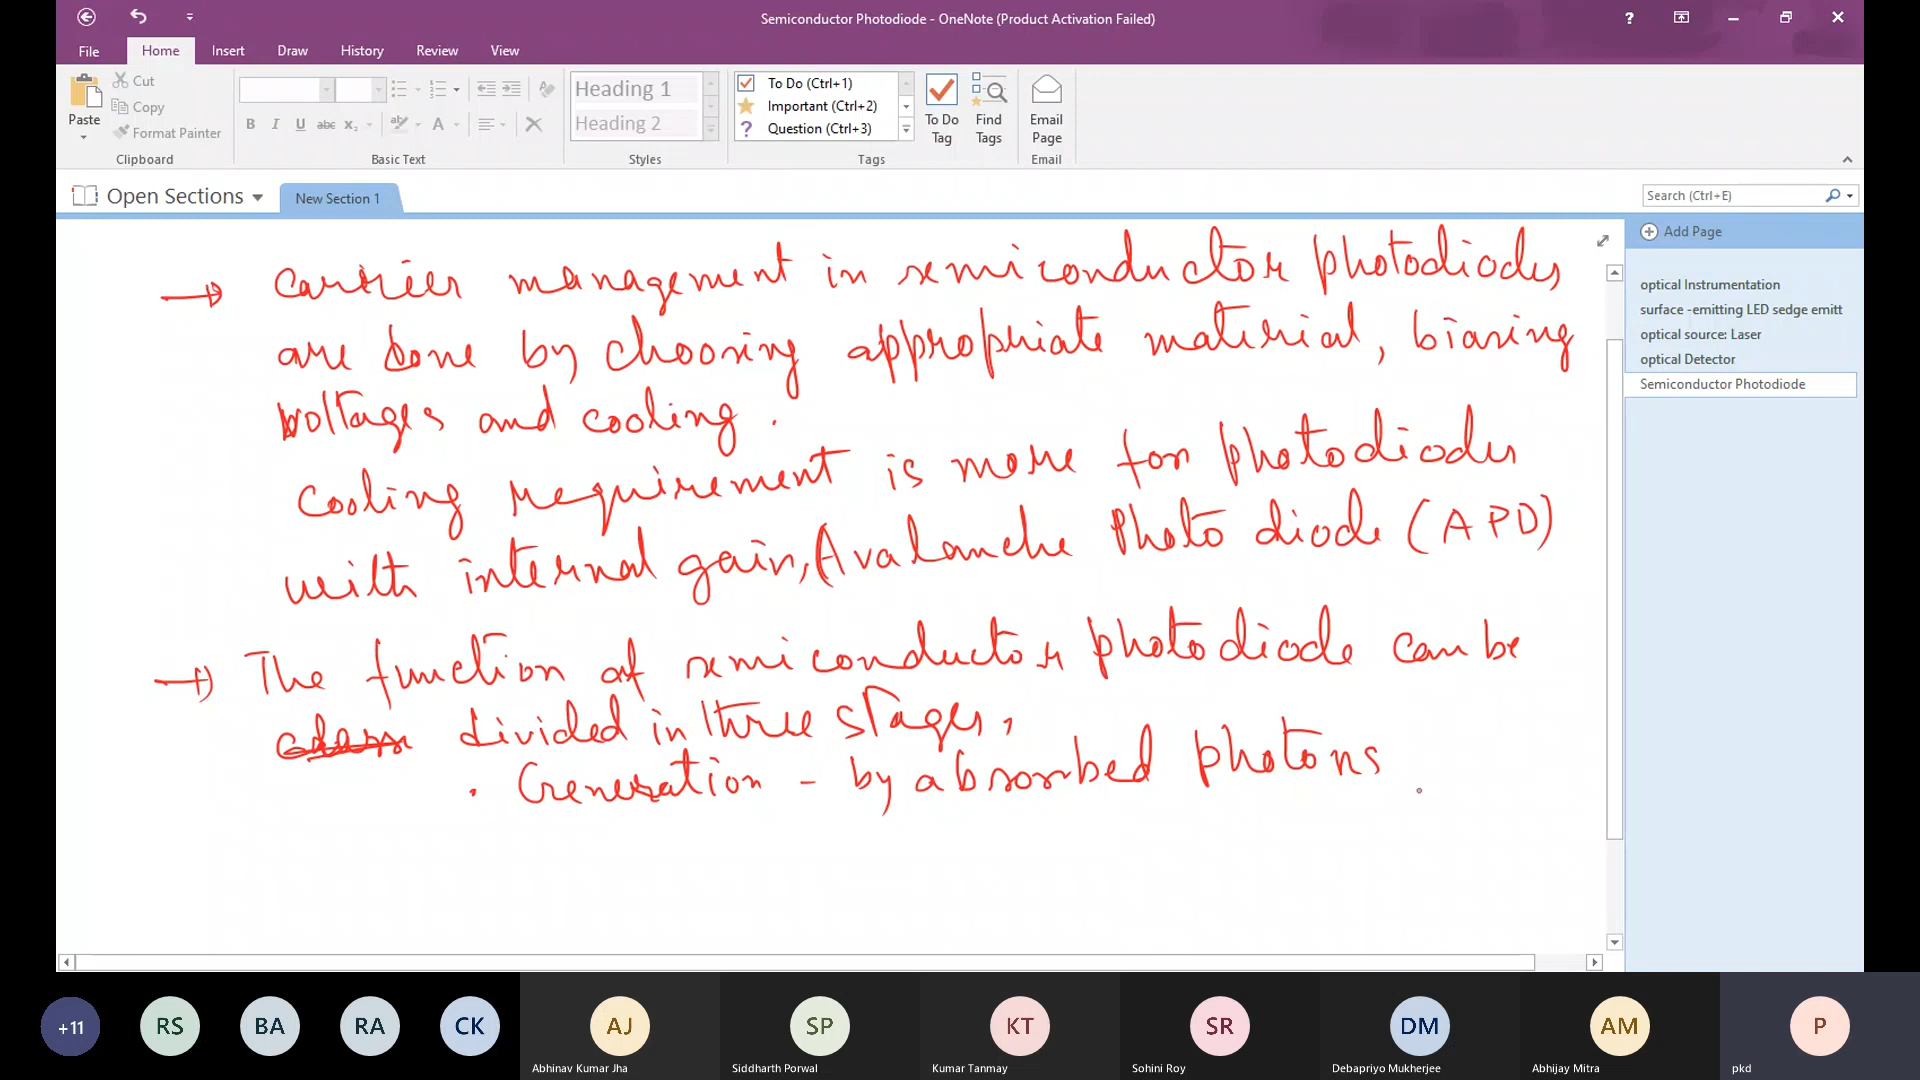 Semiconductor Photodiode - OneNote (Product Activation Failed)
?
File Home Insert Draw History Review View
Paste
Cut
Copy
Format Painter
Clipboard
B I U abc x₂ A
Basic Text
Heading 1
Heading 2
Styles
To Do (Ctrl+1)
Important (Ctrl+2)
? Question (Ctrl+3)
Tags
To Do
Tag
Find
Tags
Email
Page
Email
Open Sections
New Section 1
Search (Ctrl+E)
Add Page
optical Instrumentation
surface -emitting LED sedge emitt
optical source: Laser
optical Detector
Semiconductor Photodiode
→ Carrier management in semiconductor photodiodes
are done by choosing appropriate material, biasing
voltages and cooling.
Cooling requirement is more for photodiodes
with internal gain, Avalanche Photo diode (APD)
→ The function of semiconductor photodiode can be
divided in three stages,
. Generation - by absorbed photons
+11
RS
BA
RA
CK
AJ
Abhinav Kumar Jha
SP
Siddharth Porwal
KT
Kumar Tanmay
SR
Sohini Roy
DM
Debapriyo Mukherjee
AM
Abhijay Mitra
P
pkd